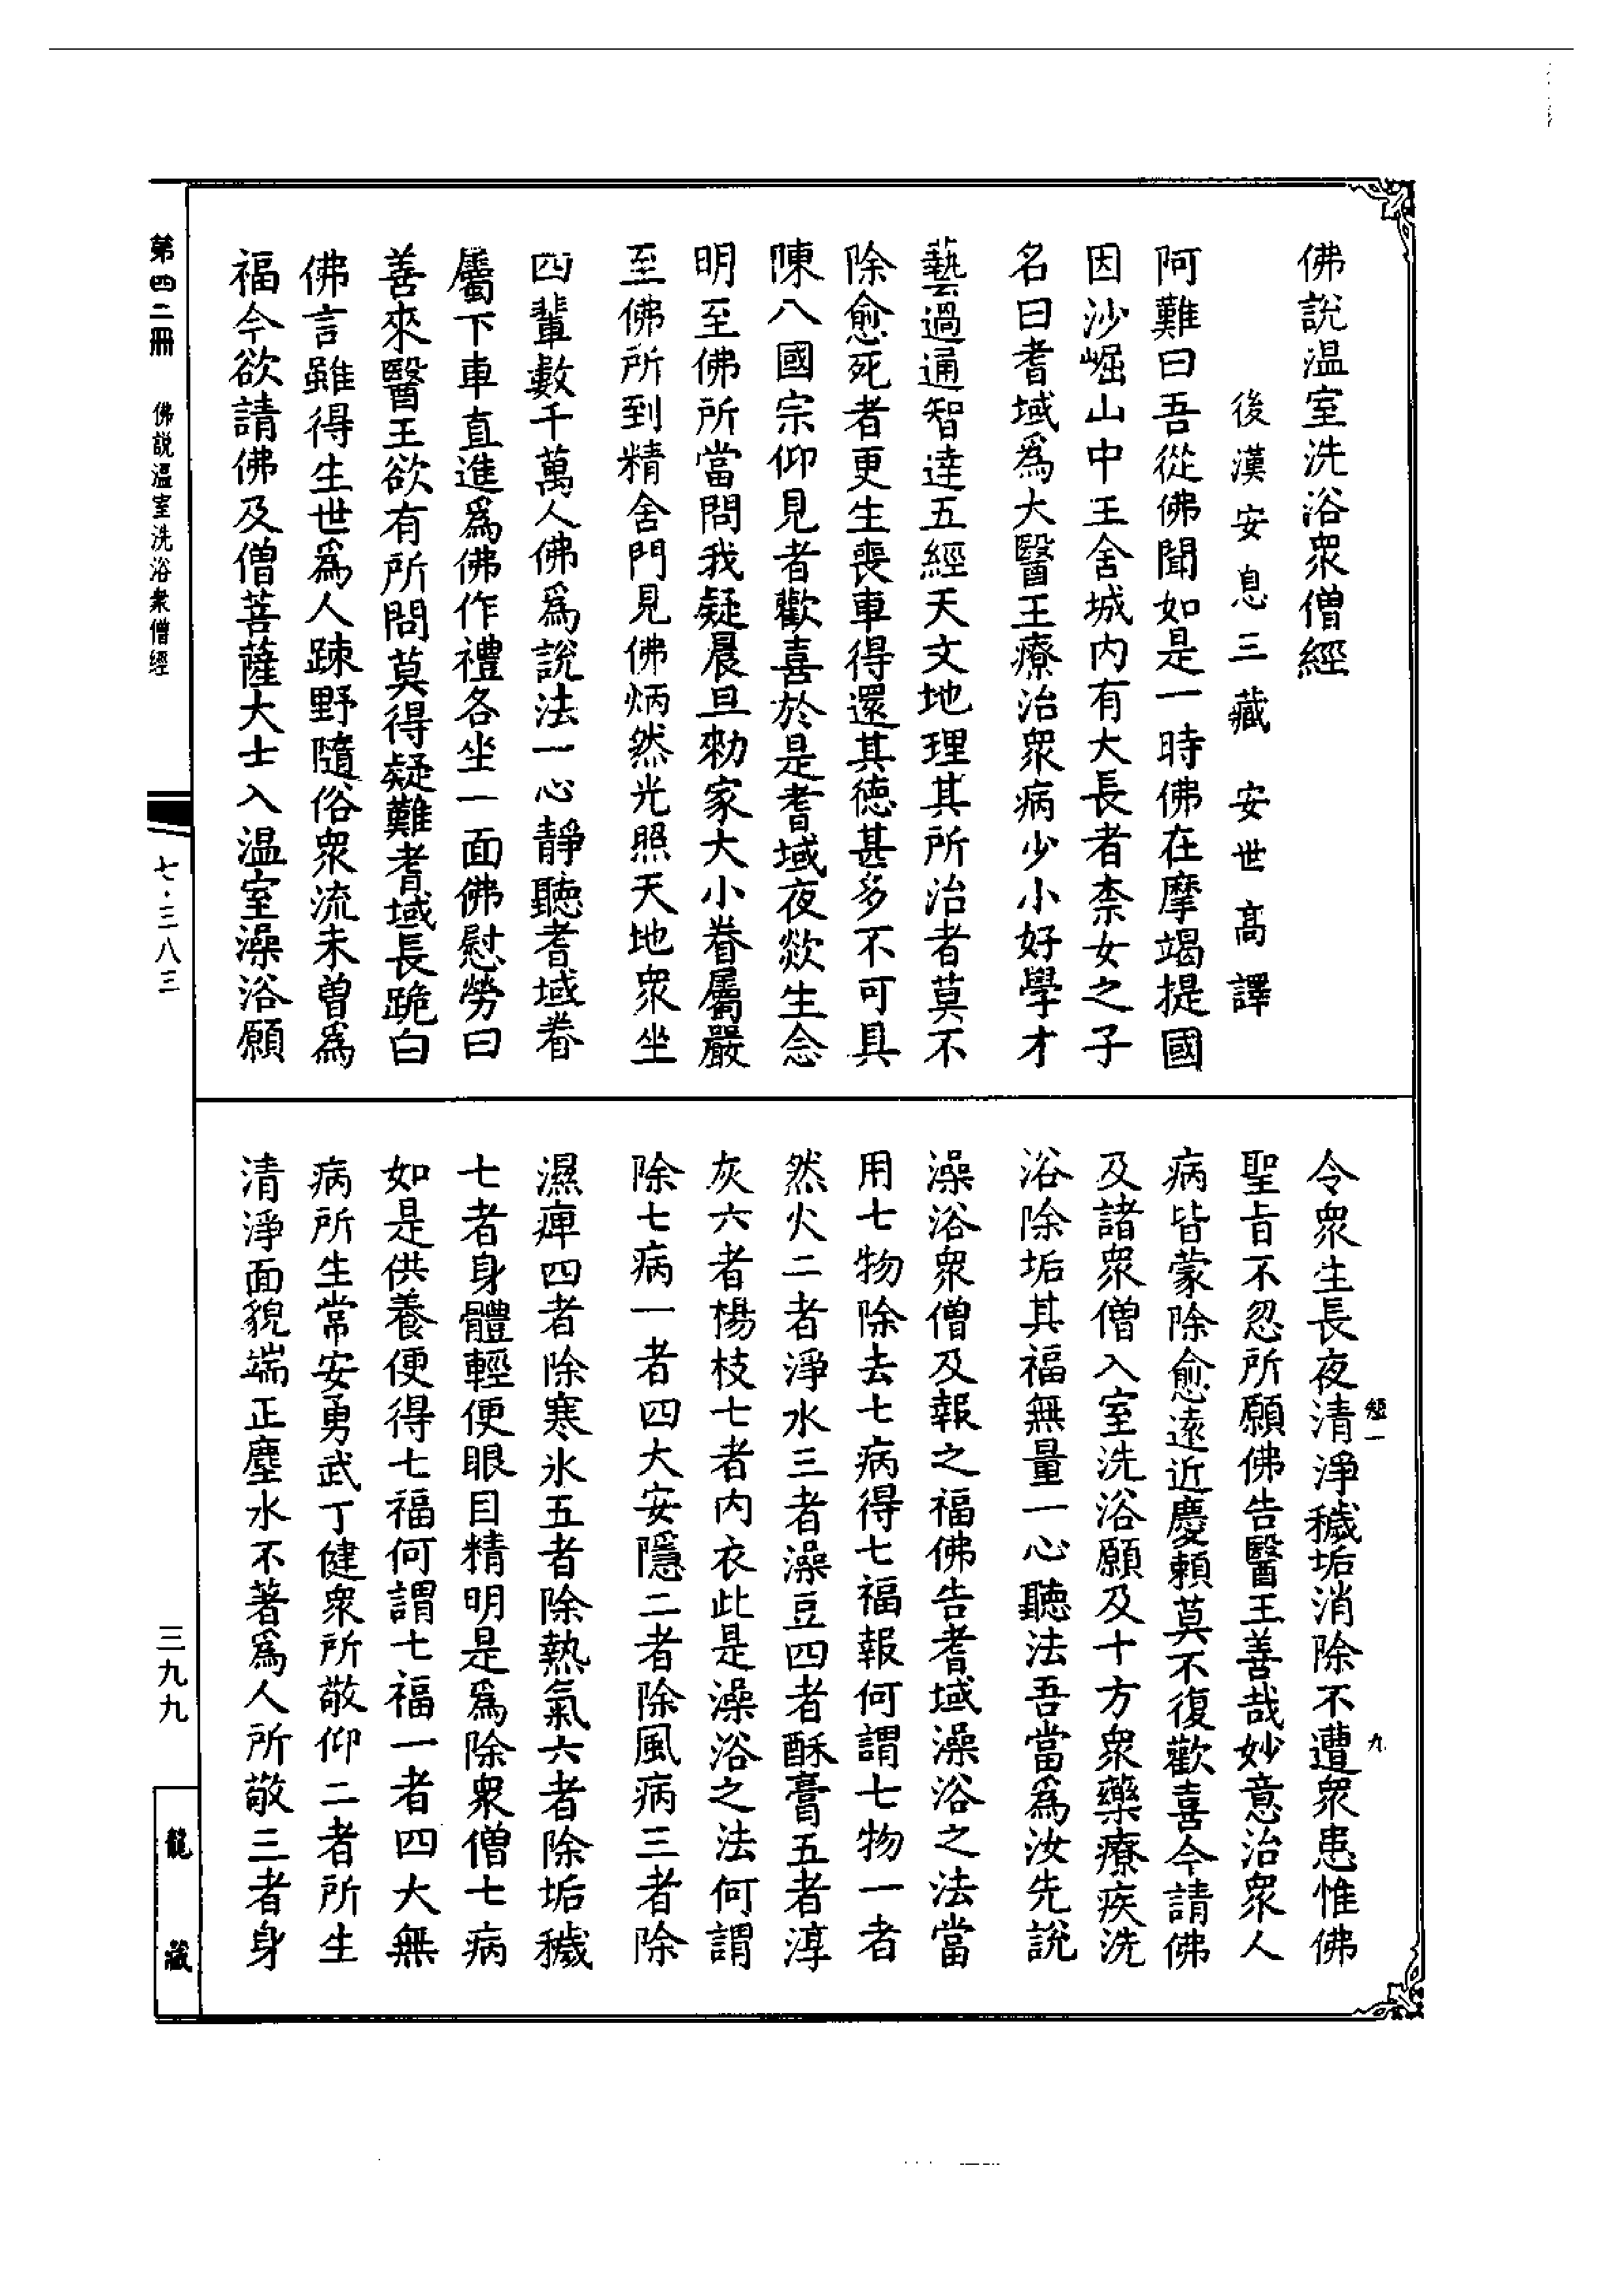 佛說温室洗浴衆僧經
後漢安息三藏　安世高譯
阿難曰吾從佛聞如是一時佛在摩竭提國
因沙崛山中王舍城内有大長者柰女之子
名曰耆域爲大醫王療治衆病少小好學才
藝過通智達五經天文地理其所治者莫不
除愈死者更生喪車得還其徳甚多不可具
陳八國宗仰見者歡喜於是耆域夜欻生念
明至佛所當問我疑晨旦勑家大小眷屬嚴
至佛所到精舍門見佛炳然光照天地衆坐
四輩數千萬人佛爲說法一心靜聽耆域眷
屬下車直進爲佛作禮各坐一面佛慰勞曰
善來醫王欲有所問莫得疑難耆域長跪白
佛言雖得生世爲人踈野隨俗衆流未曽爲
福今欲請佛及僧菩薩大士入温室澡浴願
令衆生長夜清淨穢垢消除不遭衆患惟佛
聖旨不忍所願佛告醫王善哉妙意治衆人
病皆蒙除愈遠近慶賴莫不復歡喜今請佛
及諸衆僧入室洗浴願及十方衆藥療疾洗
浴除垢其福無量一心聽法吾當爲汝先說
澡浴衆僧及報之福佛告耆域澡浴之法當
用七物除去七病得七福報何謂七物一者
然火二者淨水三者澡豆四者酥膏五者淳
灰六者楊枝七者内衣此是澡浴之法何謂
除七病一者四大安隱二者除風病三者除
濕痺四者除寒氷五者除熱氣六者除垢穢
七者身體輕便眼目精明是爲除衆僧七病
如是供養便得七福何謂七福一者四大無
病所生常安勇武丁健衆所敬仰二者所生
清淨面貌端正塵水不著爲人所敬三者身
經一
九
第四二冊　佛說温室洗浴衆僧經
七·三八三
三九九
龍藏